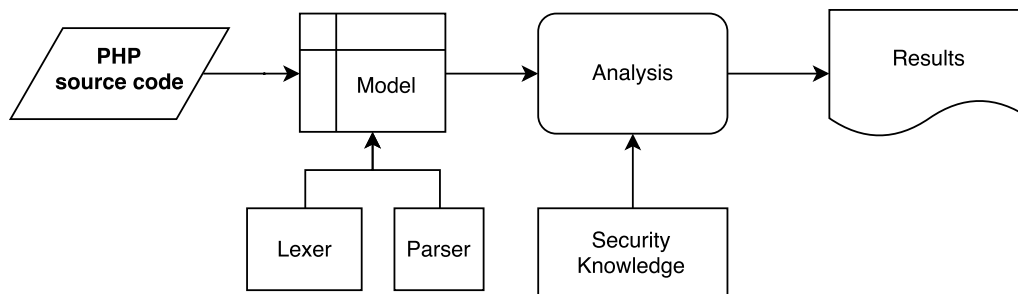 PHP
source code
Model
Analysis
Results
Lexer
Parser
Security
Knowledge